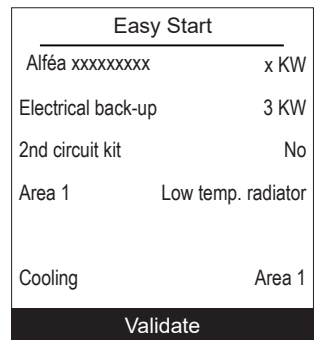 Easy Start
Alféa xxxxxxxxx x KW
Electrical back-up 3 KW
2nd circuit kit No
Area 1 Low temp. radiator
Cooling Area 1
Validate